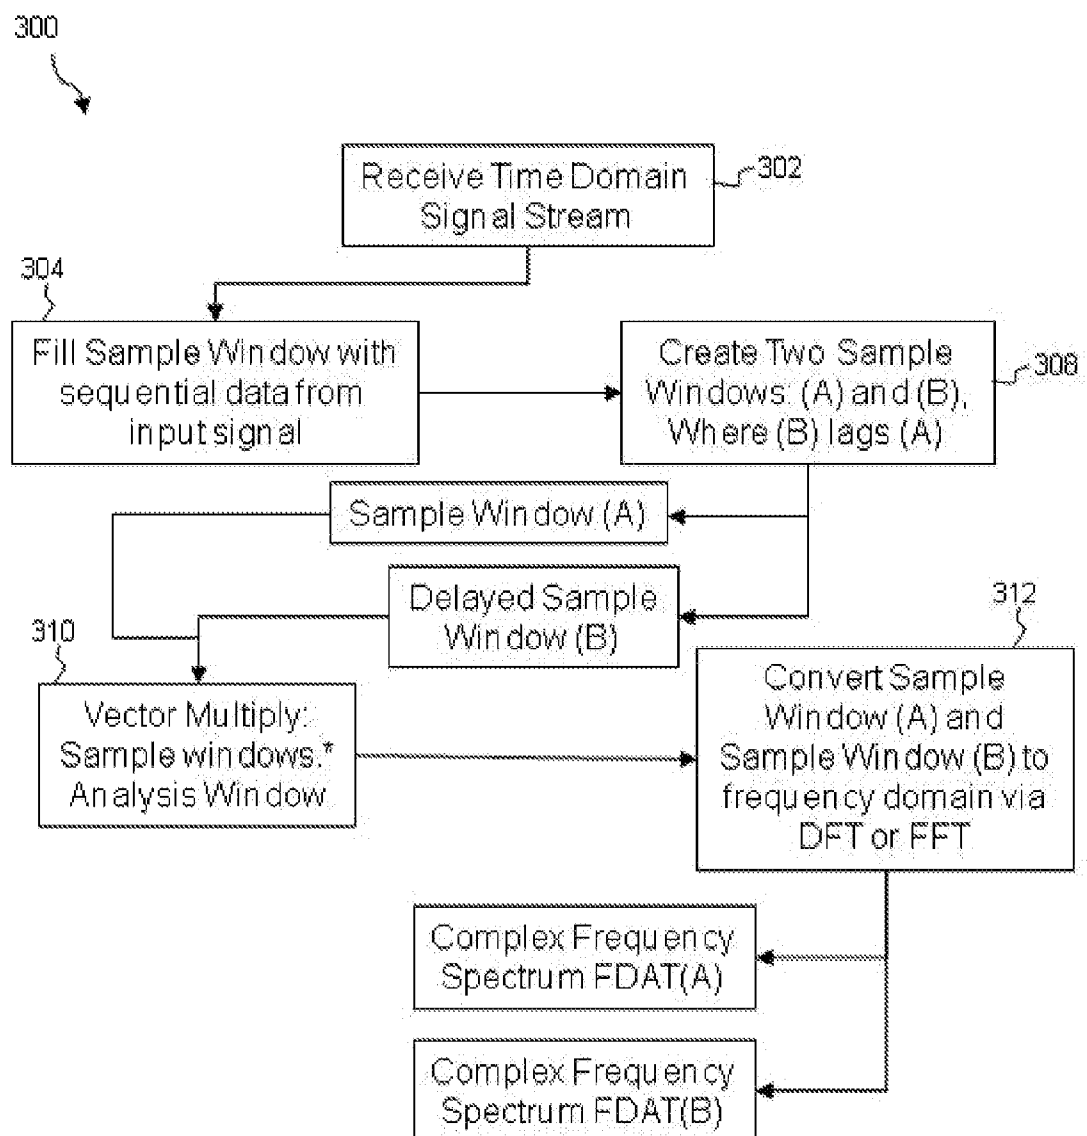 300
Receive Time Domain
Signal Stream
302
304
Fill Sample Window with
sequential data from
input signal
Create Two Sample
Windows: (A) and (B),
Where (B) lags (A)
308
Sample Window (A)
Delayed Sample
Window (B)
310
Vector Multiply:
Sample windows.*
Analysis Window
312
Convert Sample
Window (A) and
Sample Window (B) to
frequency domain via
DFT or FFT
Complex Frequency
Spectrum FDAT(A)
Complex Frequency
Spectrum FDAT(B)